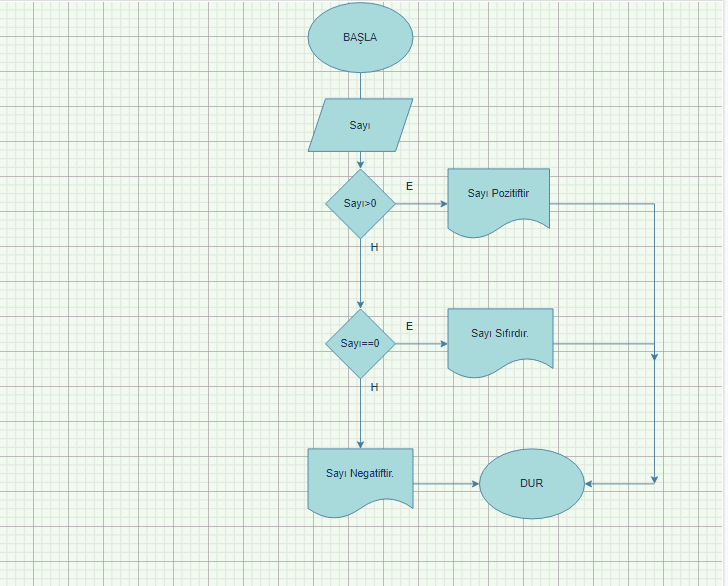 BAŞLA
Sayı
Sayı>0
E
Sayı Pozitiftir
H
Sayı==0
E
Sayı Sıfırdır.
H
Sayı Negatiftir.
DUR